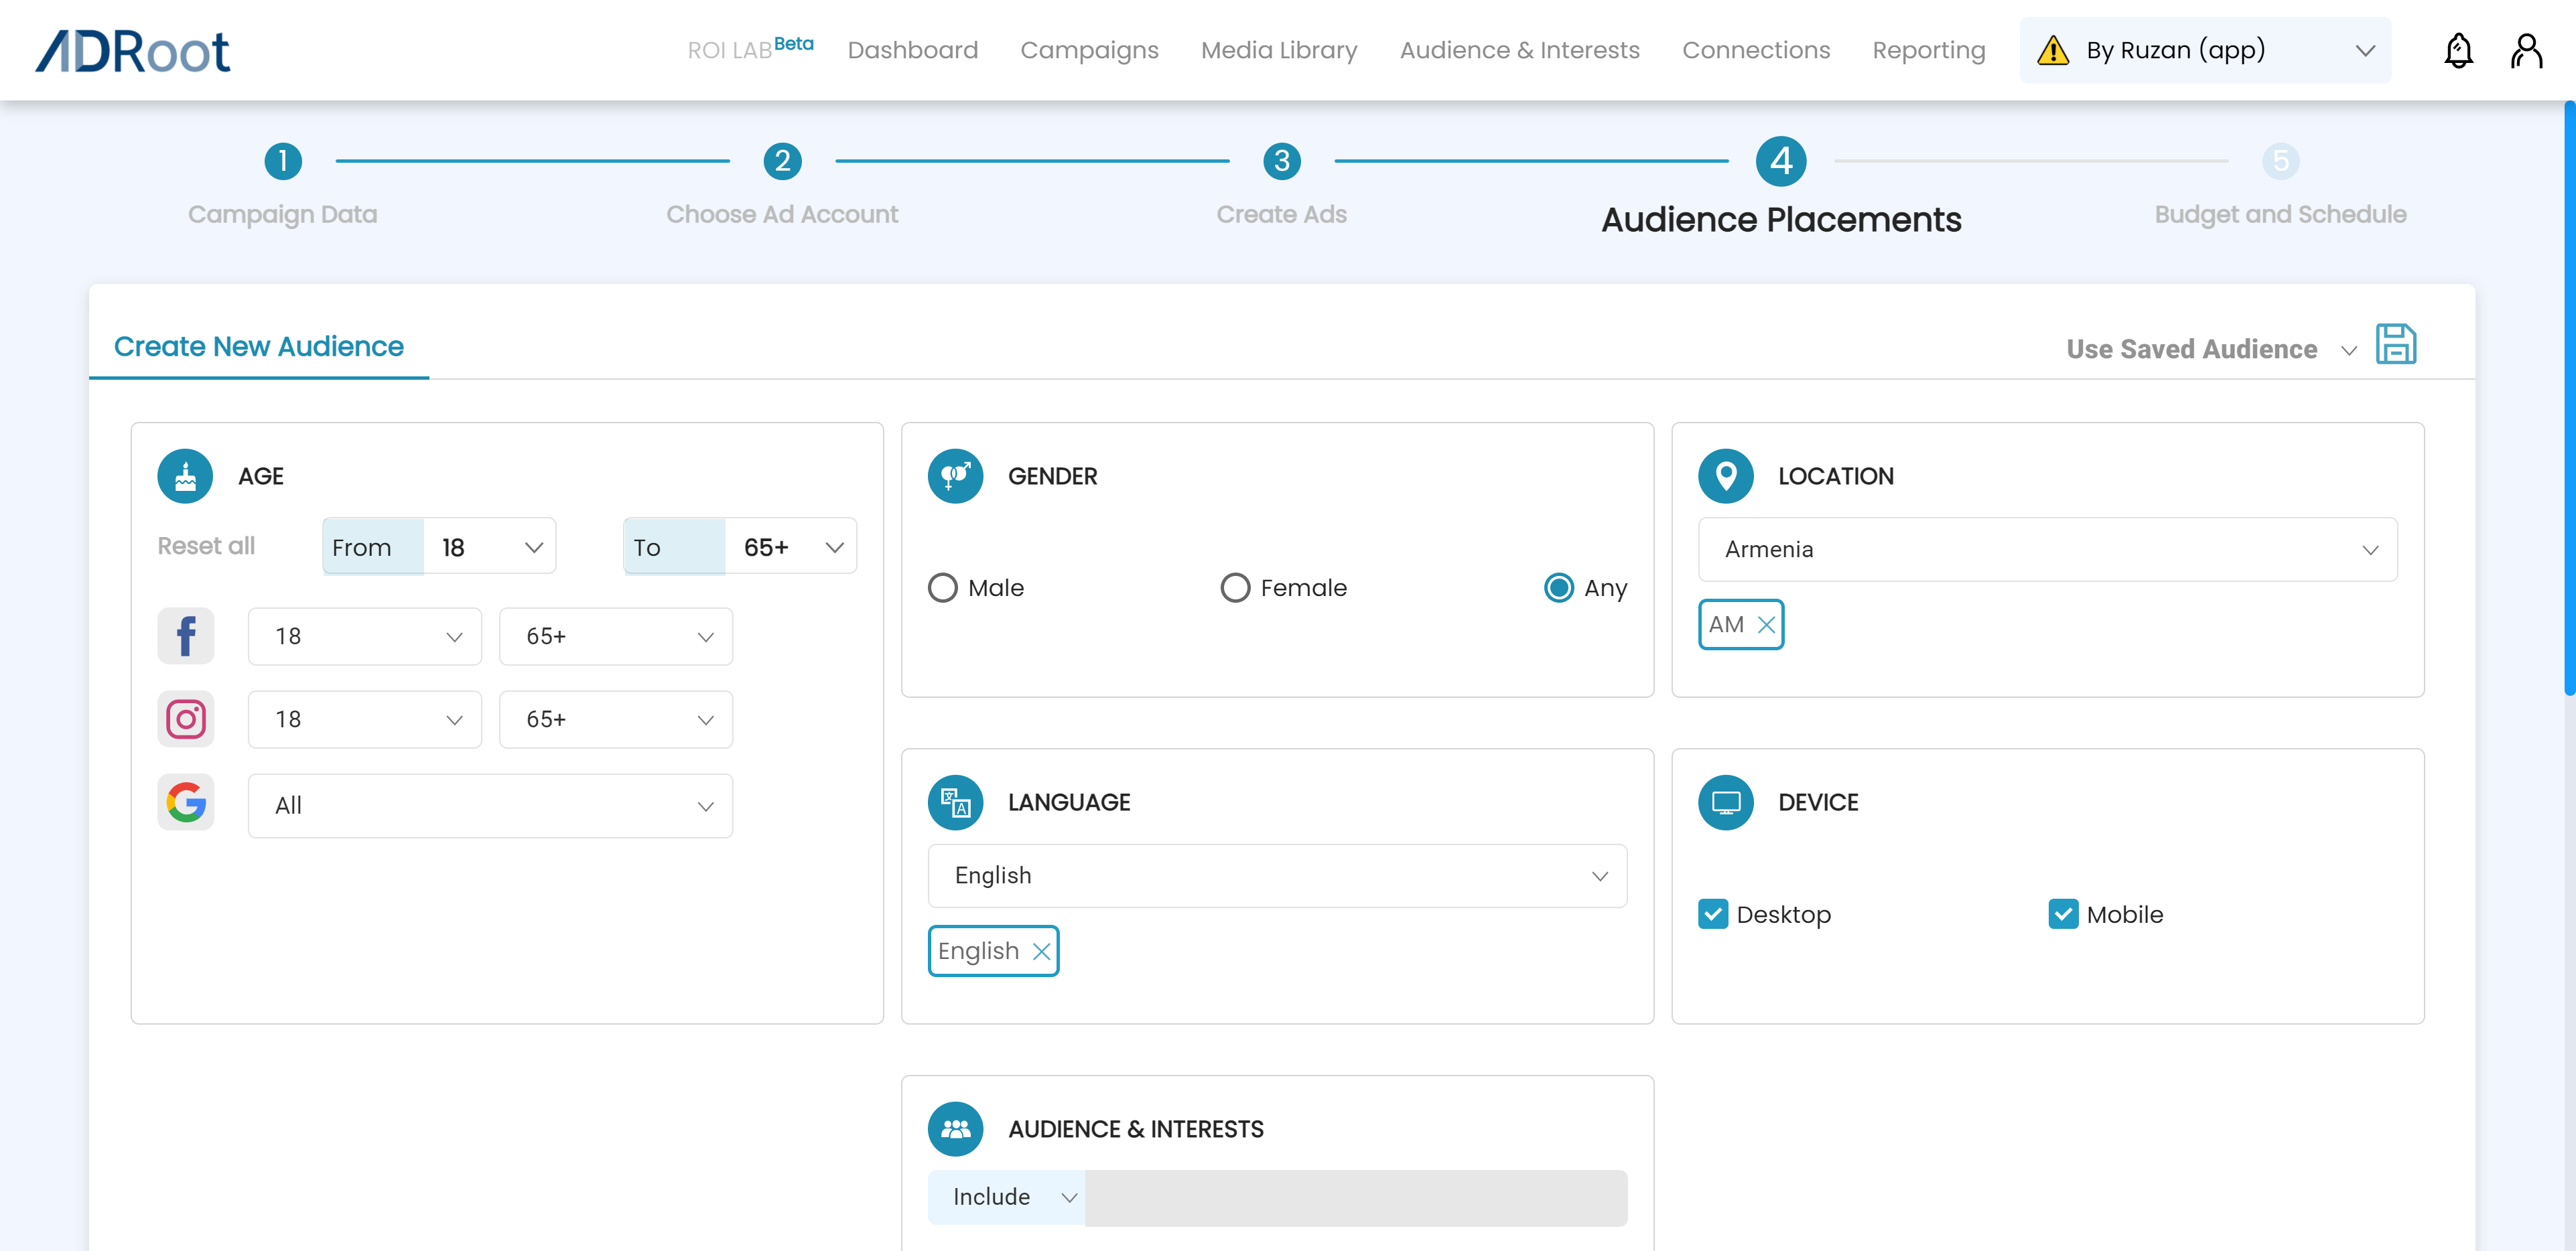 ADRoot
ROI LAB Beta
Dashboard
Campaigns
Media Library
Audience & Interests
Connections
Reporting
By Ruzan (app)
1
2
3
4
5
Campaign Data
Choose Ad Account
Create Ads
Audience Placements
Budget and Schedule
Create New Audience
Use Saved Audience
AGE
Reset all
From 18
To 65+
18
65+
18
65+
All
GENDER
Male
Female
Any
LOCATION
Armenia
AM
LANGUAGE
English
English
DEVICE
Desktop
Mobile
AUDIENCE & INTERESTS
Include